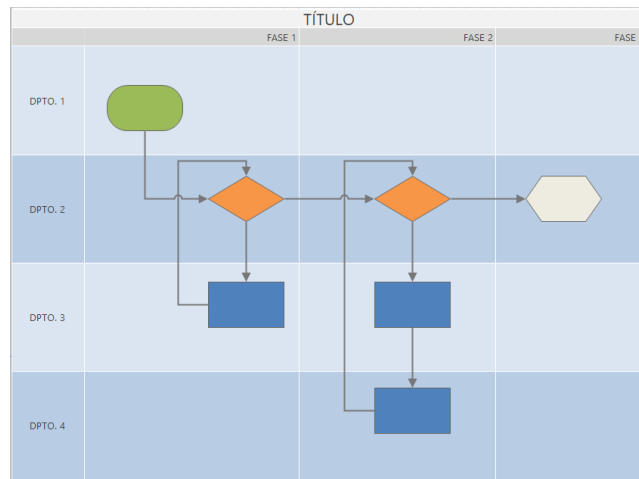 TÍTULO
FASE 1
FASE 2
FASE
DPTO. 1
DPTO. 2
DPTO. 3
DPTO. 4